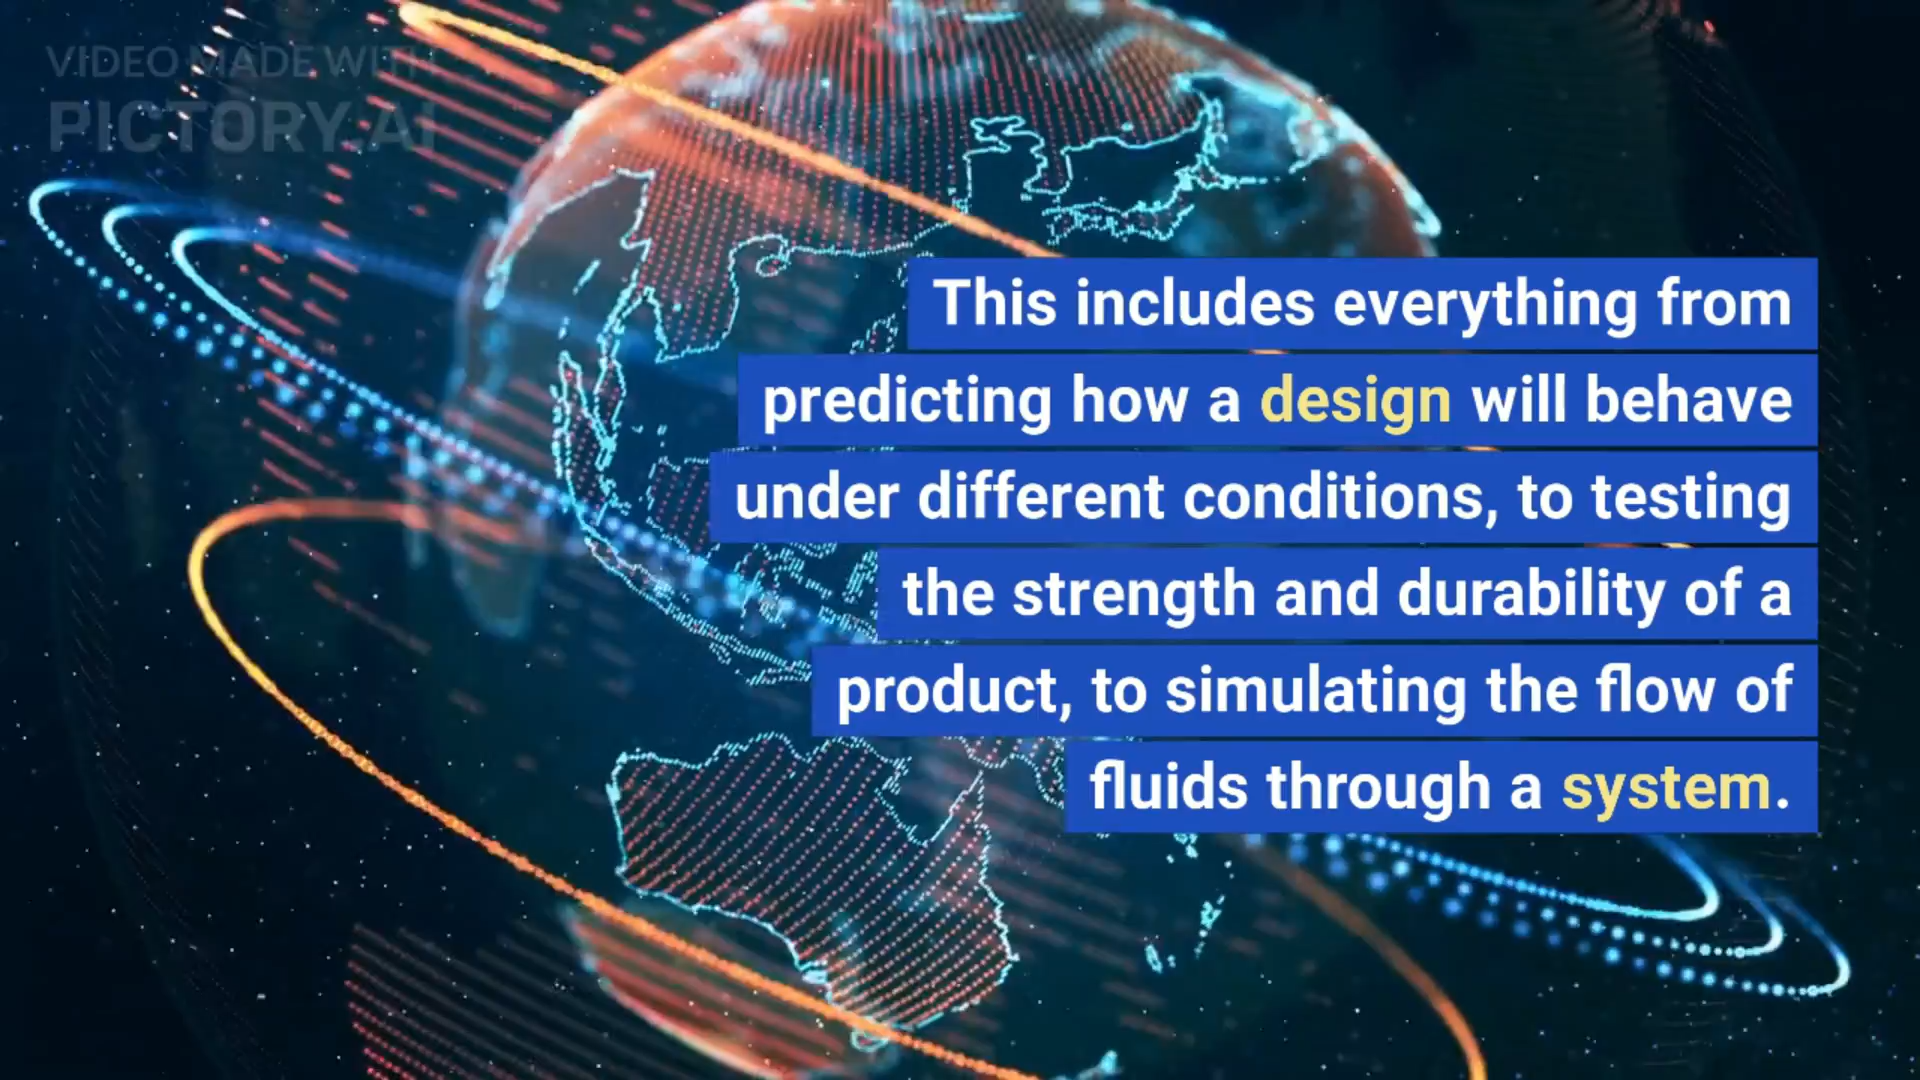 VIDEO MADE WITH
PICTORY.AI
This includes everything from
predicting how a design will behave
under different conditions, to testing
the strength and durability of a
product, to simulating the flow of
fluids through a system.